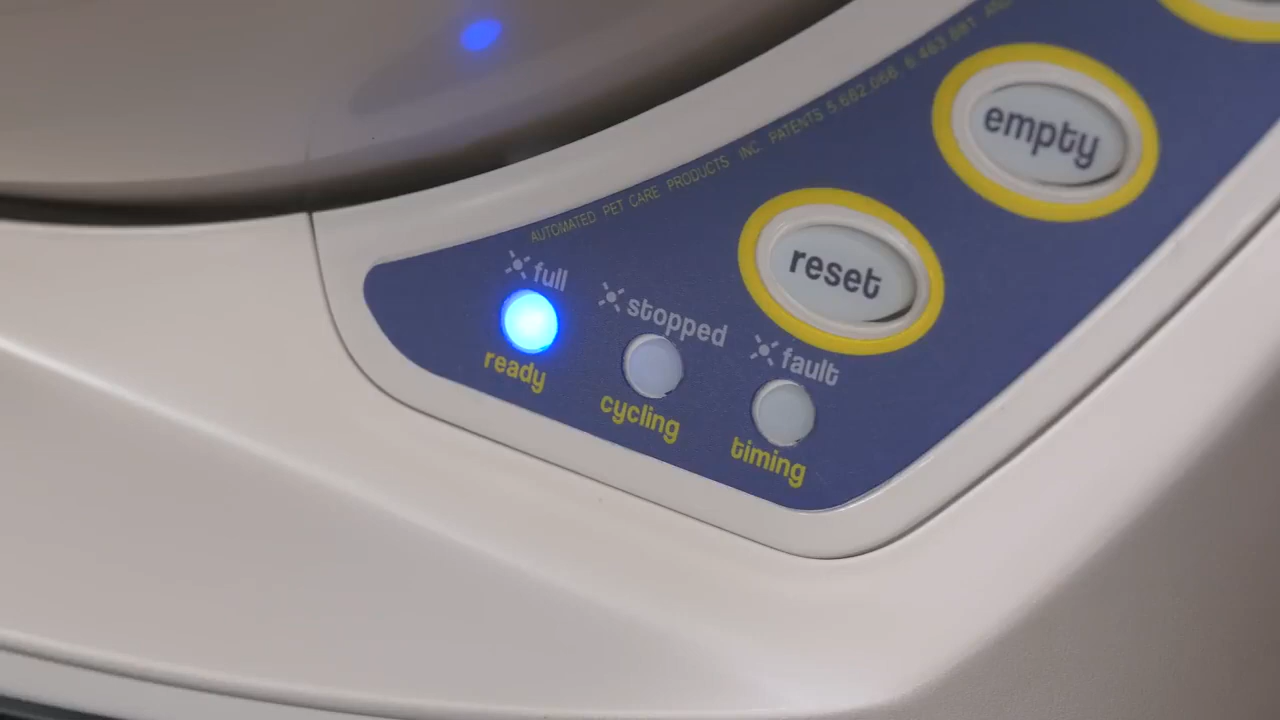 AUTOMATED PET CARE PRODUCTS INC. PATENTS 5,662,066 6,463,881 AND
empty
reset
full
stopped
fault
ready
cycling
timing